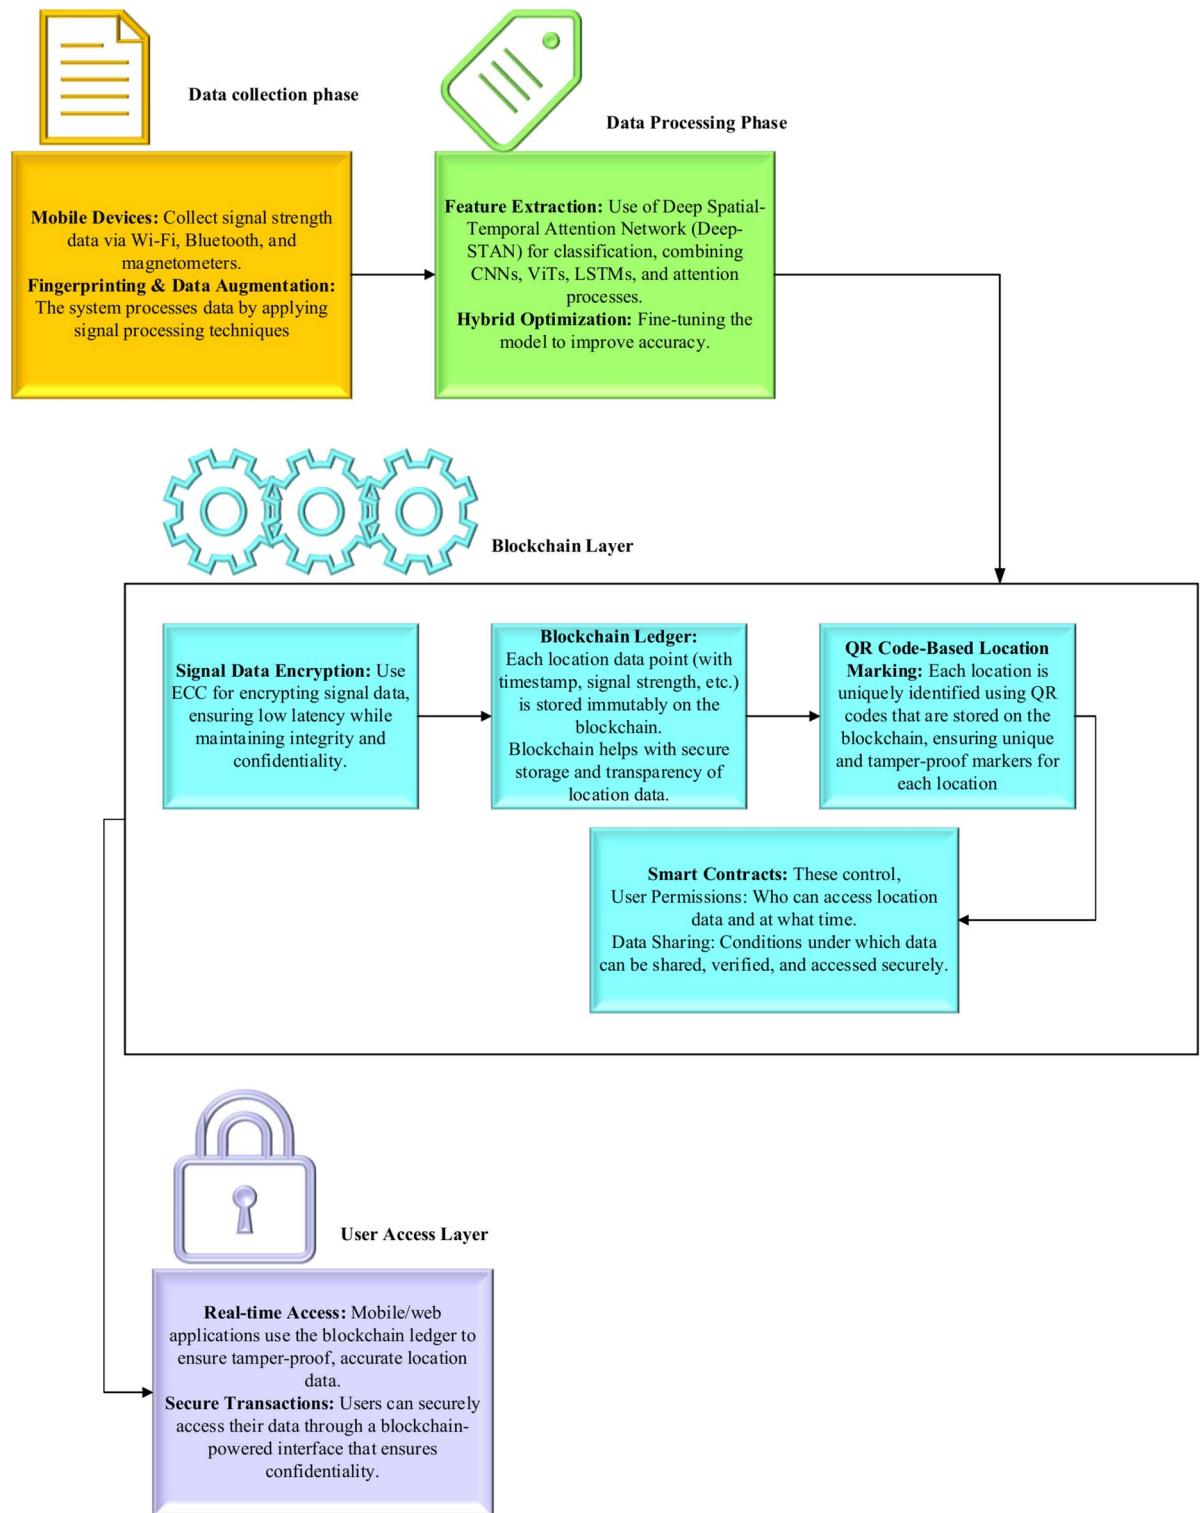 Data collection phase
Data Processing Phase
Mobile Devices: Collect signal strength
data via Wi-Fi, Bluetooth, and
magnetometers.
Fingerprinting & Data Augmentation:
The system processes data by applying
signal processing techniques
Feature Extraction: Use of Deep Spatial-
Temporal Attention Network (Deep-
STAN) for classification, combining
CNNs, ViTs, LSTMs, and attention
processes.
Hybrid Optimization: Fine-tuning the
model to improve accuracy.
Blockchain Layer
Signal Data Encryption: Use
ECC for encrypting signal data,
ensuring low latency while
maintaining integrity and
confidentiality.
Blockchain Ledger:
Each location data point (with
timestamp, signal strength, etc.)
is stored immutably on the
blockchain.
Blockchain helps with secure
storage and transparency of
location data.
QR Code-Based Location
Marking: Each location is
uniquely identified using QR
codes that are stored on the
blockchain, ensuring unique
and tamper-proof markers for
each location
Smart Contracts: These control,
User Permissions: Who can access location
data and at what time.
Data Sharing: Conditions under which data
can be shared, verified, and accessed securely.
User Access Layer
Real-time Access: Mobile/web
applications use the blockchain ledger to
ensure tamper-proof, accurate location
data.
Secure Transactions: Users can securely
access their data through a blockchain-
powered interface that ensures
confidentiality.